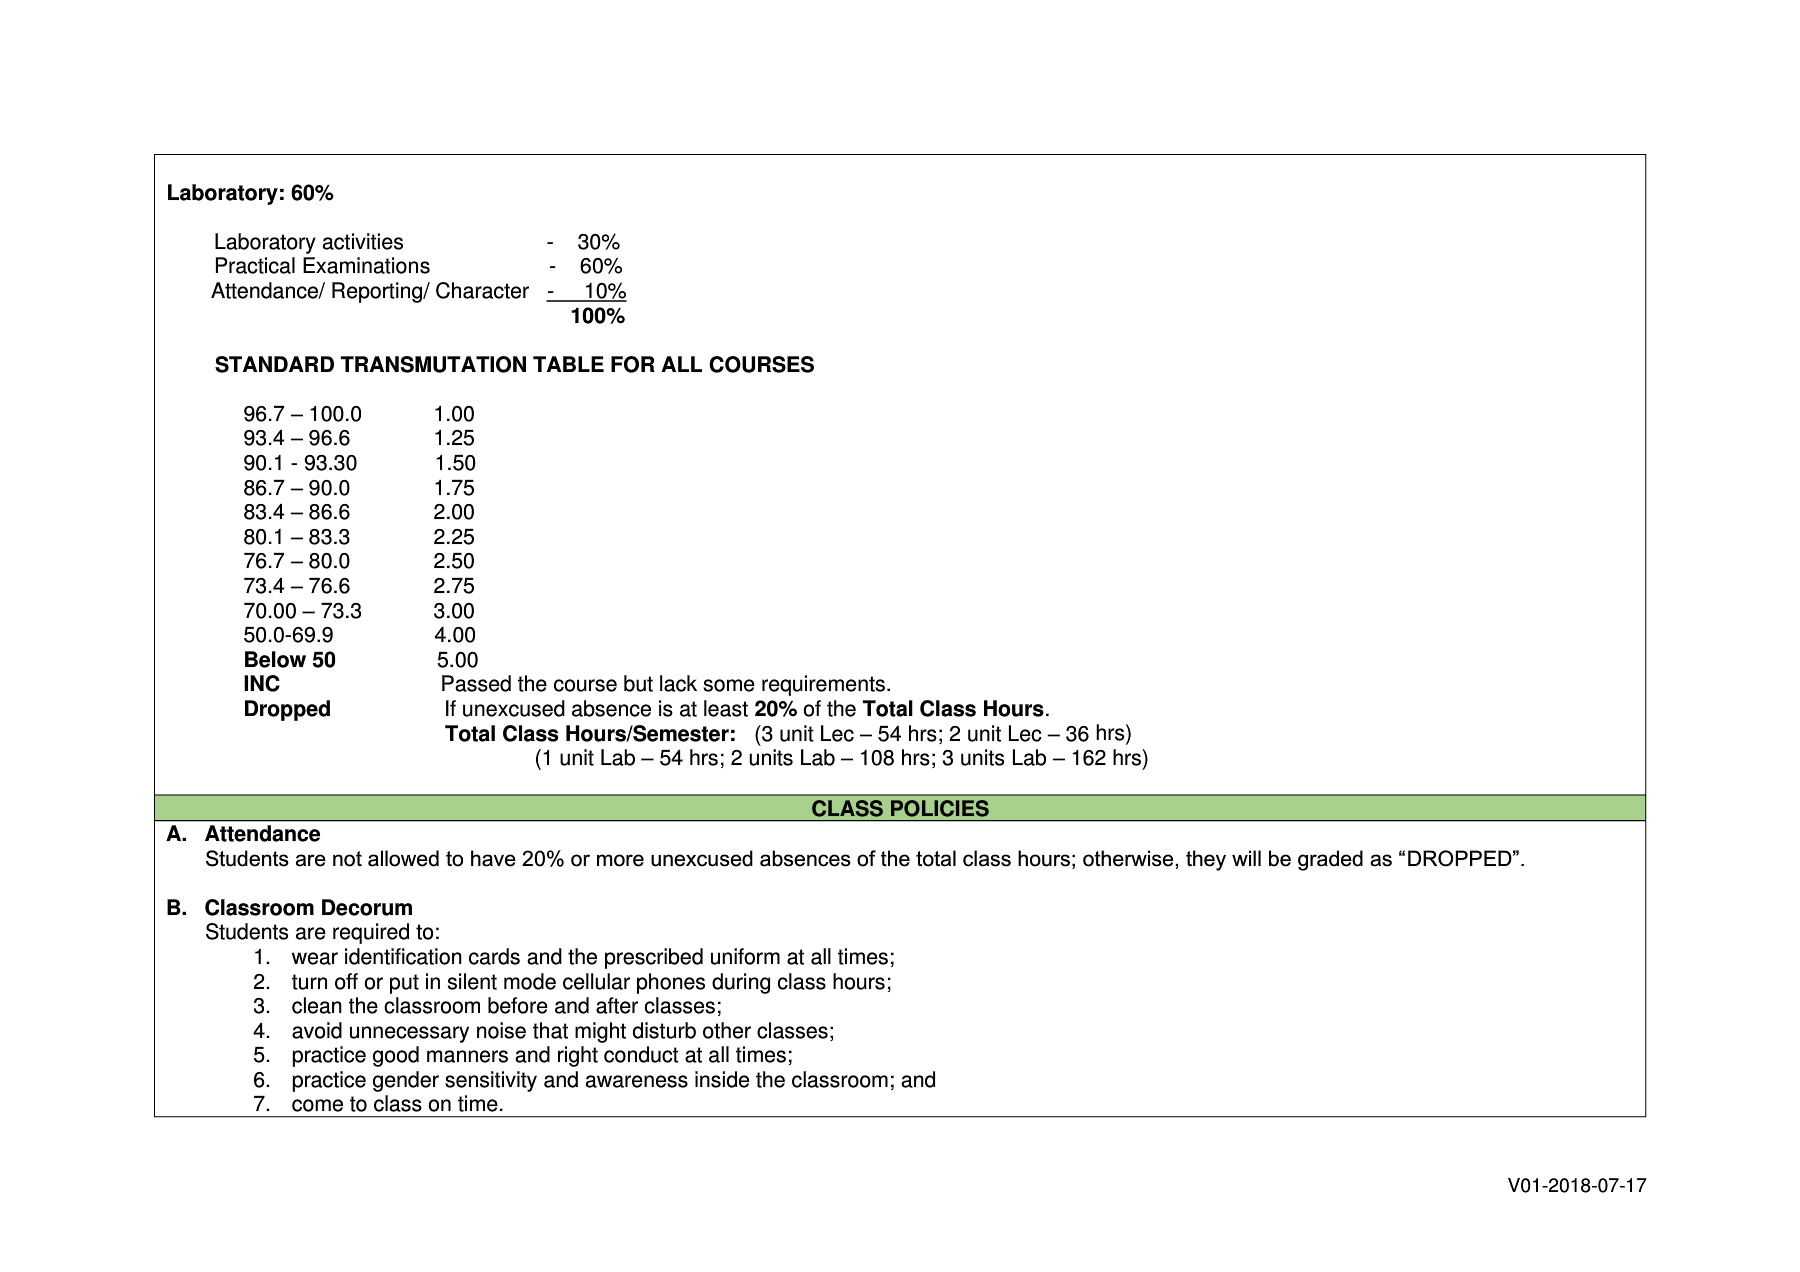 Laboratory: 60%
Laboratory activities - 30%
Practical Examinations - 60%
Attendance/ Reporting/ Character - 10%
100%
STANDARD TRANSMUTATION TABLE FOR ALL COURSES
96.7 – 100.0 1.00
93.4 – 96.6 1.25
90.1 - 93.30 1.50
86.7 – 90.0 1.75
83.4 – 86.6 2.00
80.1 – 83.3 2.25
76.7 – 80.0 2.50
73.4 – 76.6 2.75
70.00 – 73.3 3.00
50.0-69.9 4.00
Below 50 5.00
INC Passed the course but lack some requirements.
Dropped If unexcused absence is at least 20% of the Total Class Hours.
Total Class Hours/Semester: (3 unit Lec – 54 hrs; 2 unit Lec – 36 hrs)
(1 unit Lab – 54 hrs; 2 units Lab – 108 hrs; 3 units Lab – 162 hrs)
CLASS POLICIES
A. Attendance
Students are not allowed to have 20% or more unexcused absences of the total class hours; otherwise, they will be graded as “DROPPED”.
B. Classroom Decorum
Students are required to:
1. wear identification cards and the prescribed uniform at all times;
2. turn off or put in silent mode cellular phones during class hours;
3. clean the classroom before and after classes;
4. avoid unnecessary noise that might disturb other classes;
5. practice good manners and right conduct at all times;
6. practice gender sensitivity and awareness inside the classroom; and
7. come to class on time.
V01-2018-07-17